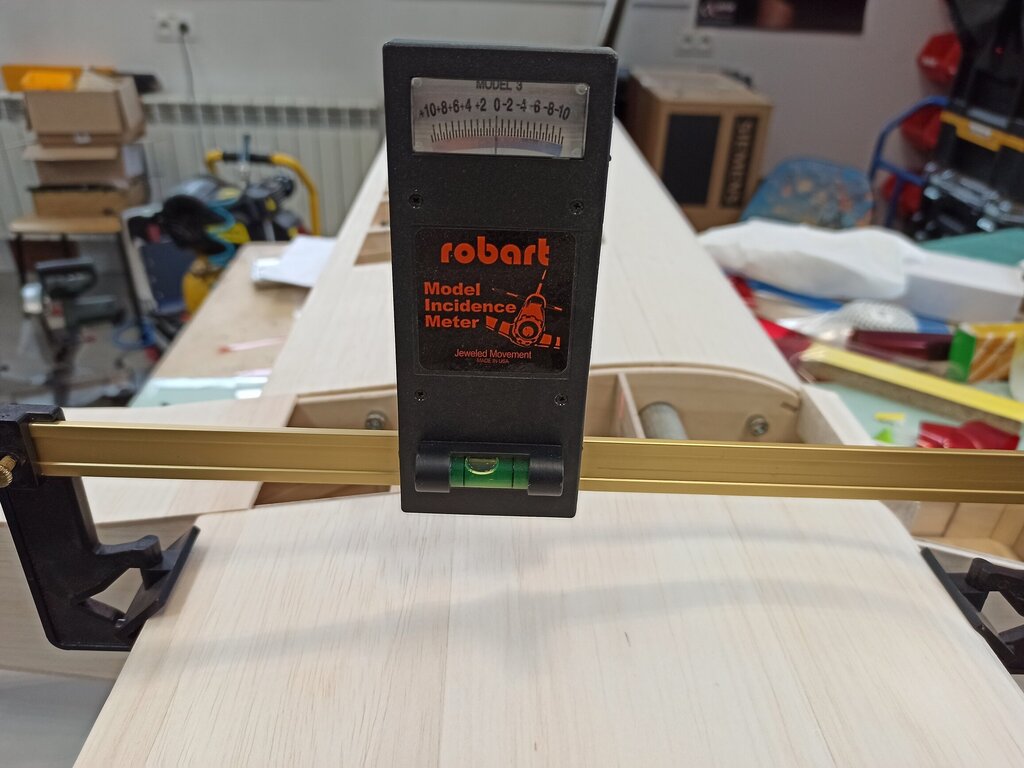 MODEL 3
+10+8+6+4 +2 0-2-4-6-8-10
robart
Model
Incidence
Meter
Jeweled Movement
MADE IN USA